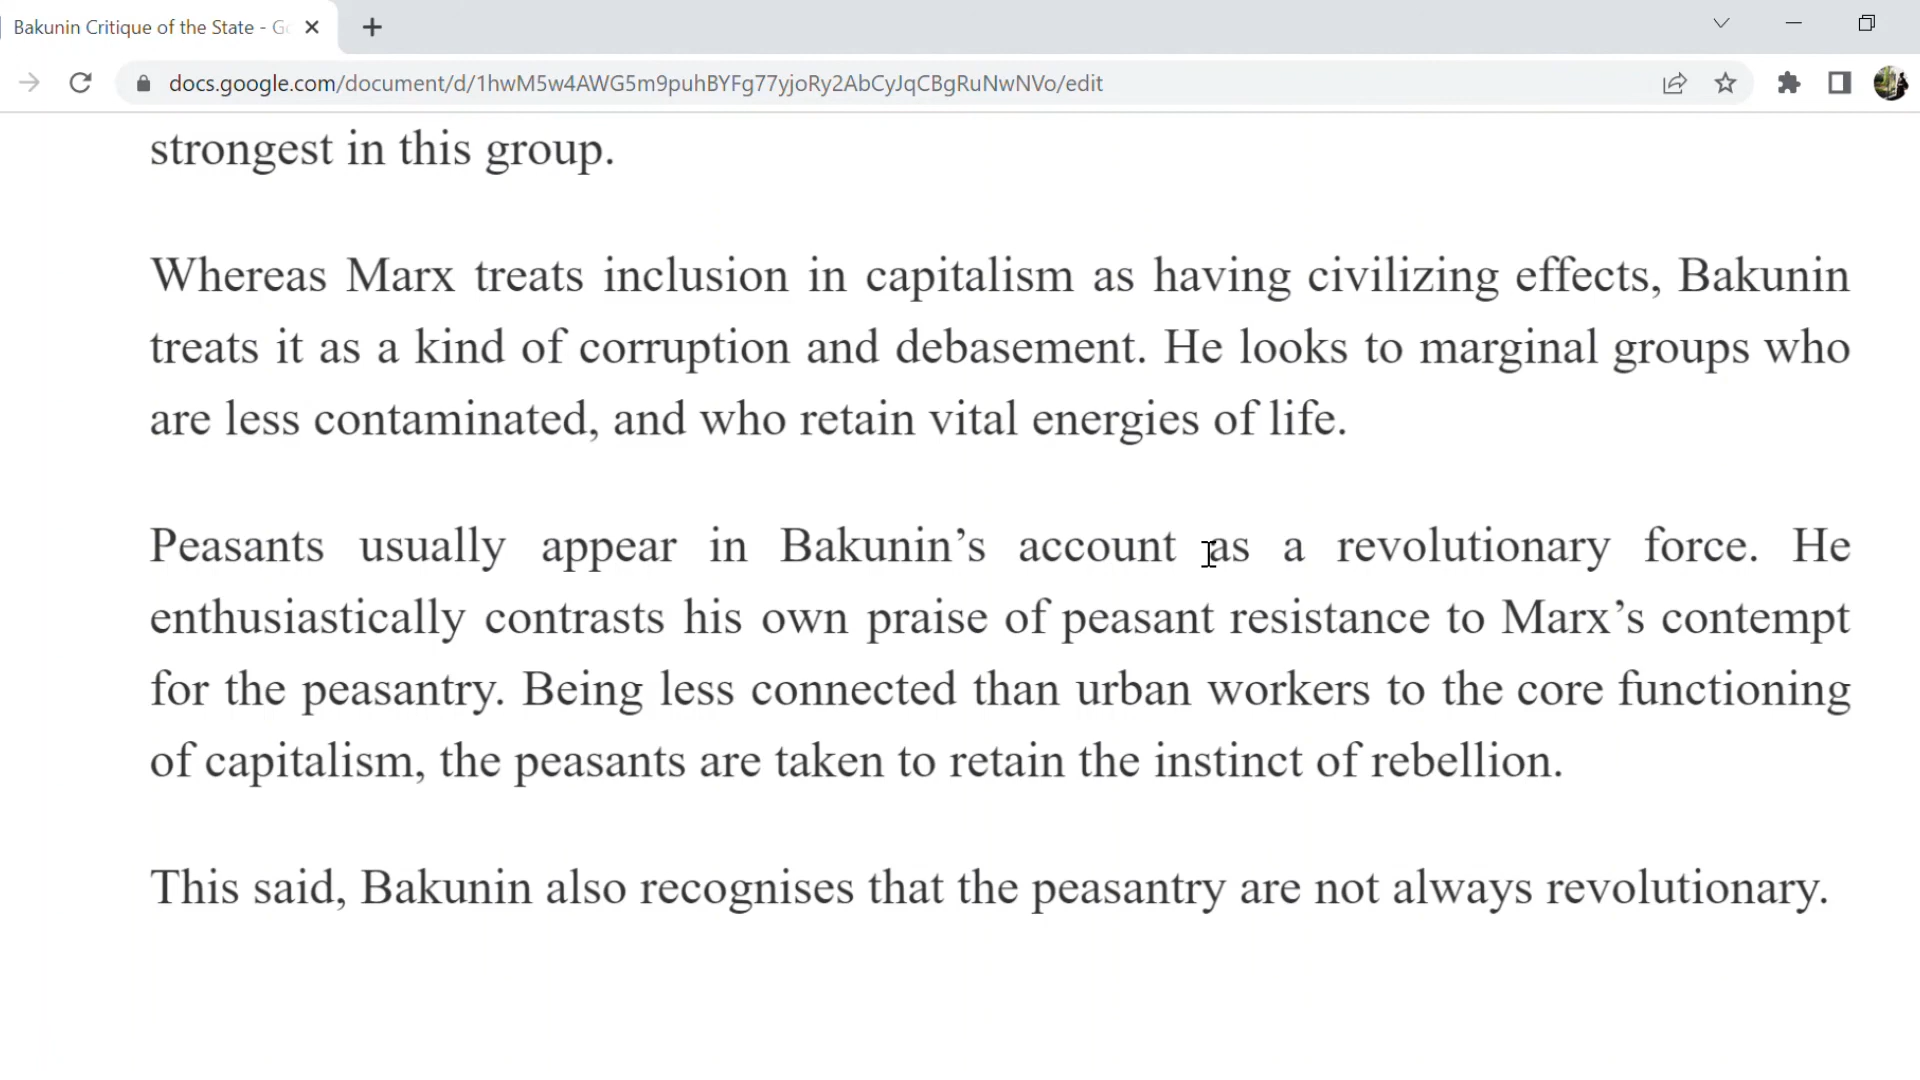 Bakunin Critique of the State - Go
docs.google.com/document/d/1hwM5w4AWG5m9puhBYFg77yjoRy2AbCyJqCBgRuNwNVo/edit
strongest in this group.
Whereas Marx treats inclusion in capitalism as having civilizing effects, Bakunin
treats it as a kind of corruption and debasement. He looks to marginal groups who
are less contaminated, and who retain vital energies of life.
Peasants usually appear in Bakunin’s account as a revolutionary force. He
enthusiastically contrasts his own praise of peasant resistance to Marx’s contempt
for the peasantry. Being less connected than urban workers to the core functioning
of capitalism, the peasants are taken to retain the instinct of rebellion.
This said, Bakunin also recognises that the peasantry are not always revolutionary.